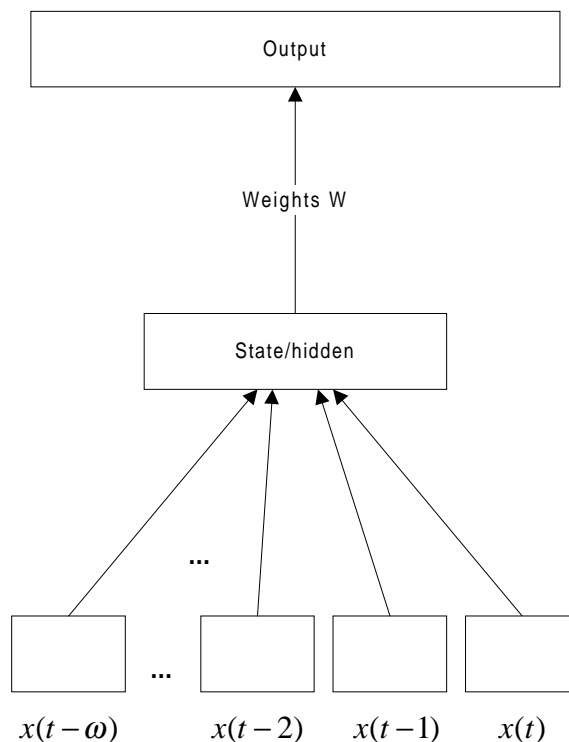 Output
Weights W
State/hidden
...
...
x(t−ω) x(t−2) x(t−1) x(t)